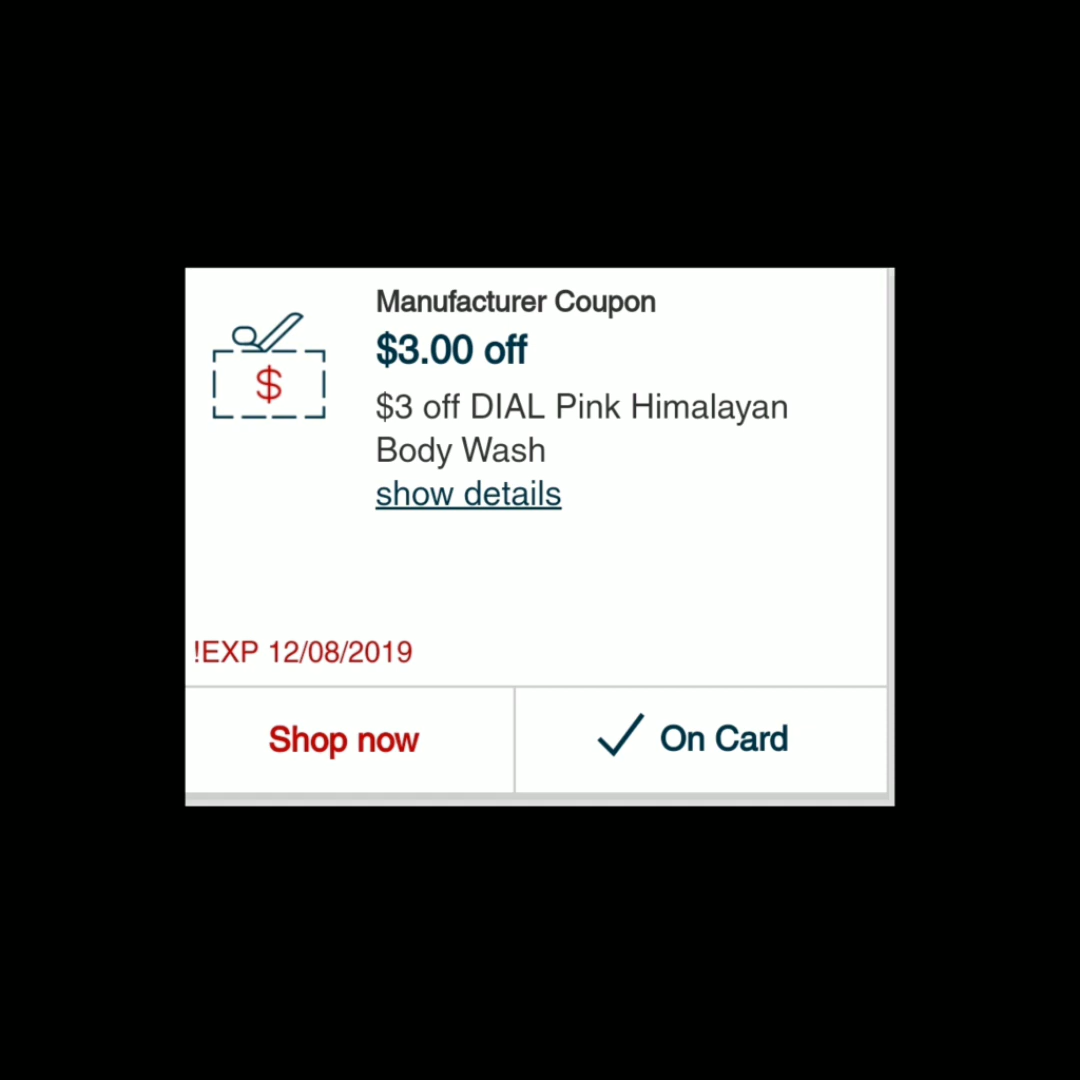 Manufacturer Coupon
$3.00 off
$
$3 off DIAL Pink Himalayan
Body Wash
show details
!EXP 12/08/2019
Shop now
On Card